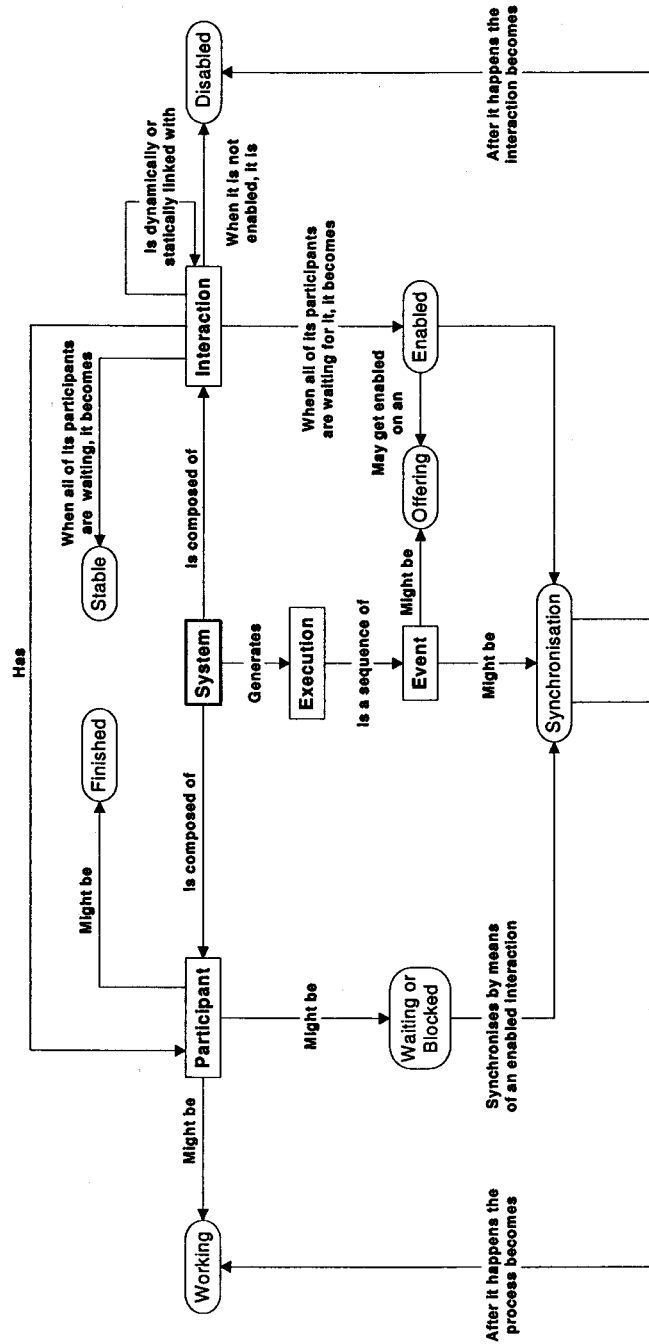 Has
When all of its participants
are waiting, it becomes
Stable
Finished
Might be
Is dynamically or
statically linked with
Disabled
When it is not
enabled, it is
Interaction
Is composed of
System
Is composed of
Participant
Might be
Working
Generates
Execution
Is a sequence of
Event
Might be
Offering
May get enabled
on an
Enabled
When all of its participants
are waiting for it, it becomes
Might be
Waiting or
Blocked
Might be
Synchronisation
Synchronises by means
of an enabled interaction
After it happens the
process becomes
After it happens the
interaction becomes